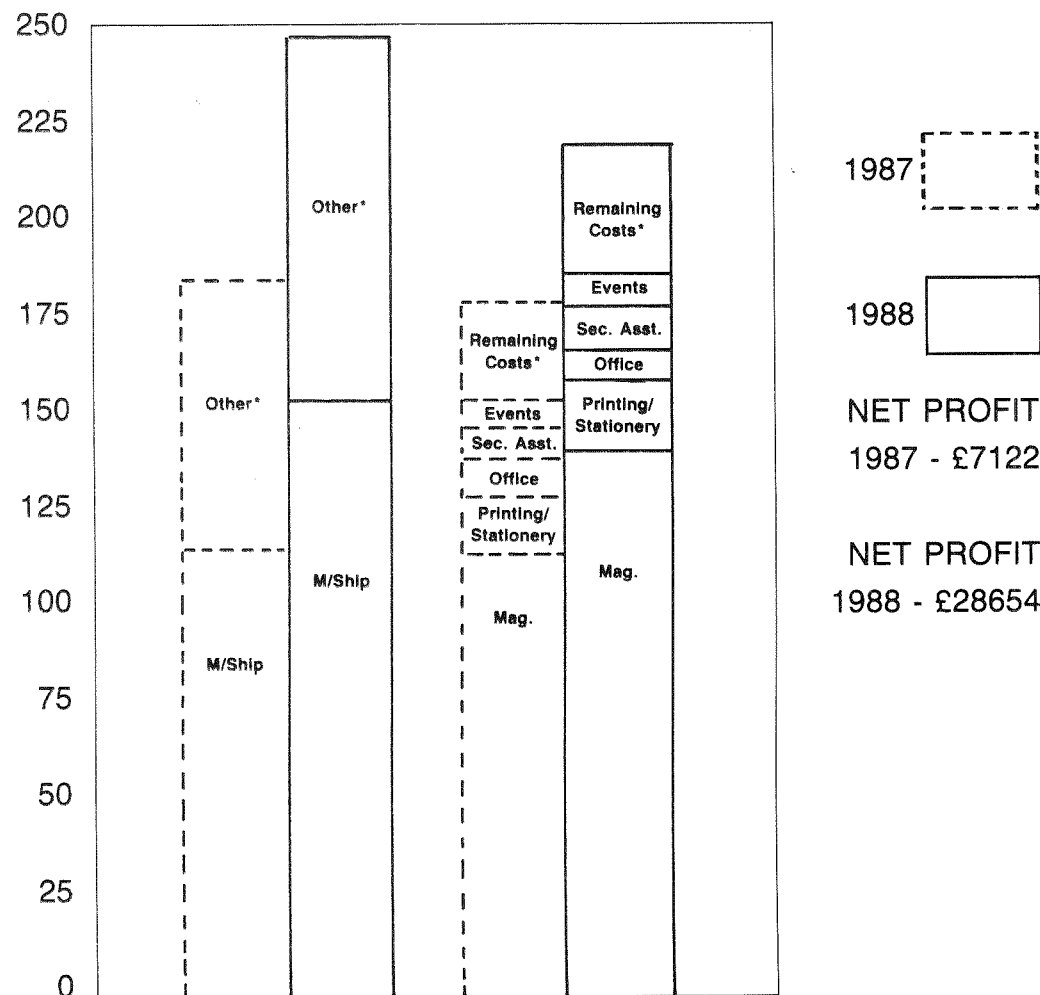 250
225
200
175
150
125
100
75
50
25
0
Other*
M/Ship
Other*
M/Ship
Remaining
Costs*
Events
Sec. Asst.
Office
Printing/
Stationery
Mag.
Remaining
Costs*
Events
Sec. Asst.
Office
Printing/
Stationery
Mag.
1987
1988
NET PROFIT
1987 - £7122
NET PROFIT
1988 - £28654